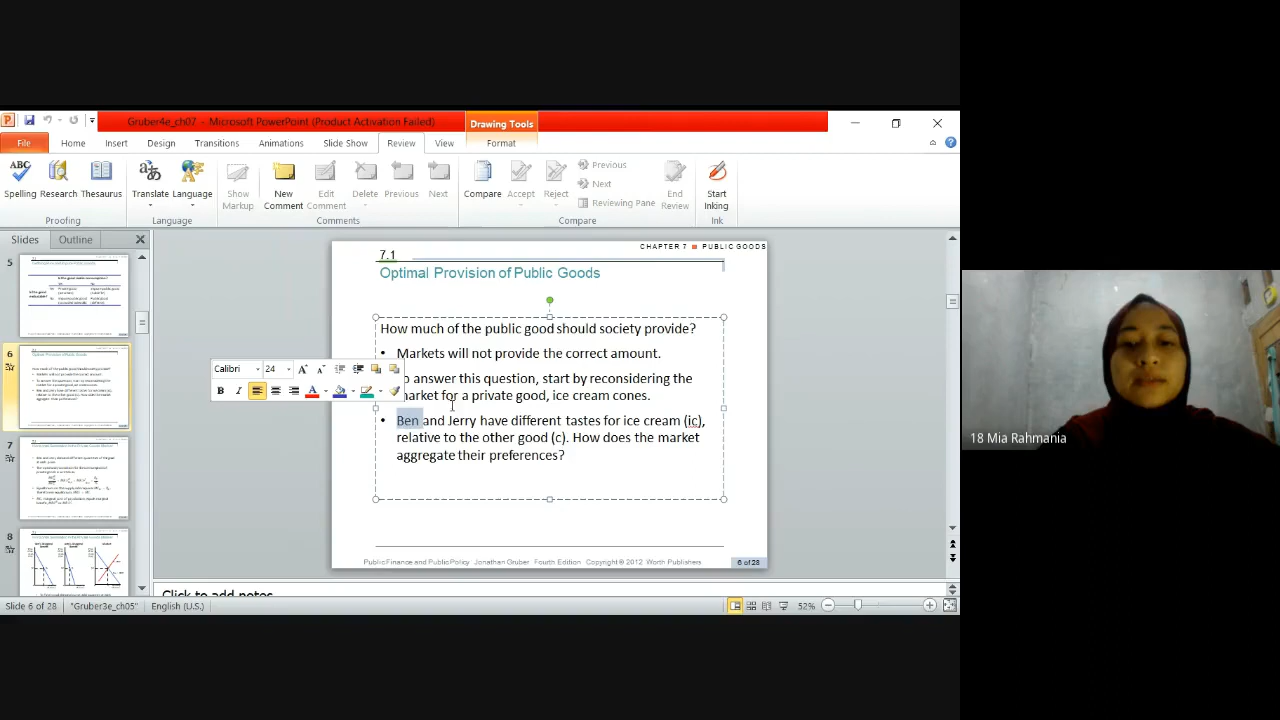 Gruber4e_ch07 - Microsoft PowerPoint (Product Activation Failed)
Drawing Tools
File Home Insert Design Transitions Animations Slide Show Review View Format
Spelling Research Thesaurus
Proofing
Translate Language
Language
Show Markup
New Comment
Edit Comment
Delete
Previous
Next
Comments
Compare
Accept
Reject
Previous
Next
Reviewing Pane
Compare
End Review
Start Inking
Ink
Slides Outline
5
6
7
8
CHAPTER 7 ■ PUBLIC GOODS
7.1
Optimal Provision of Public Goods
How much of the public good should society provide?
• Markets will not provide the correct amount.
answer this question, start by reconsidering the
market for a private good, ice cream cones.
• Ben and Jerry have different tastes for ice cream (ic),
relative to the other good (c). How does the market
aggregate their preferences?
Calibri 24
B I
Public Finance and Public Policy Jonathan Gruber Fourth Edition Copyright © 2012 Worth Publishers
6 of 28
Click to add notes
Slide 6 of 28 "Gruber3e_ch05" English (U.S.) 52%
18 Mia Rahmania